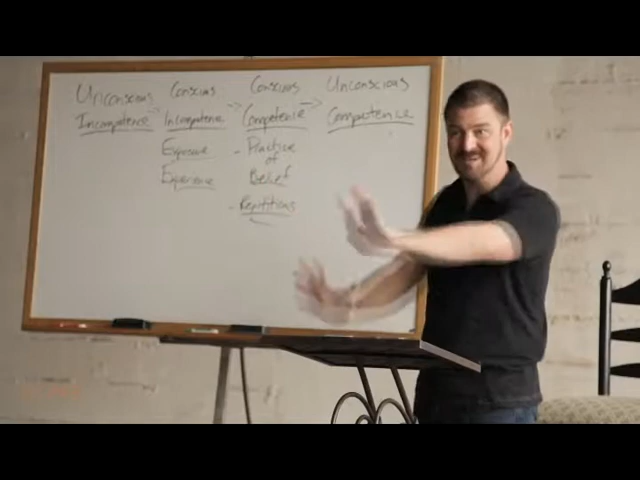 Unconscious Conscious Conscious Unconscious
Incompetence Incompetence Competence Competence
Exposure - Practice
of
Experience Belief
- Repetitions